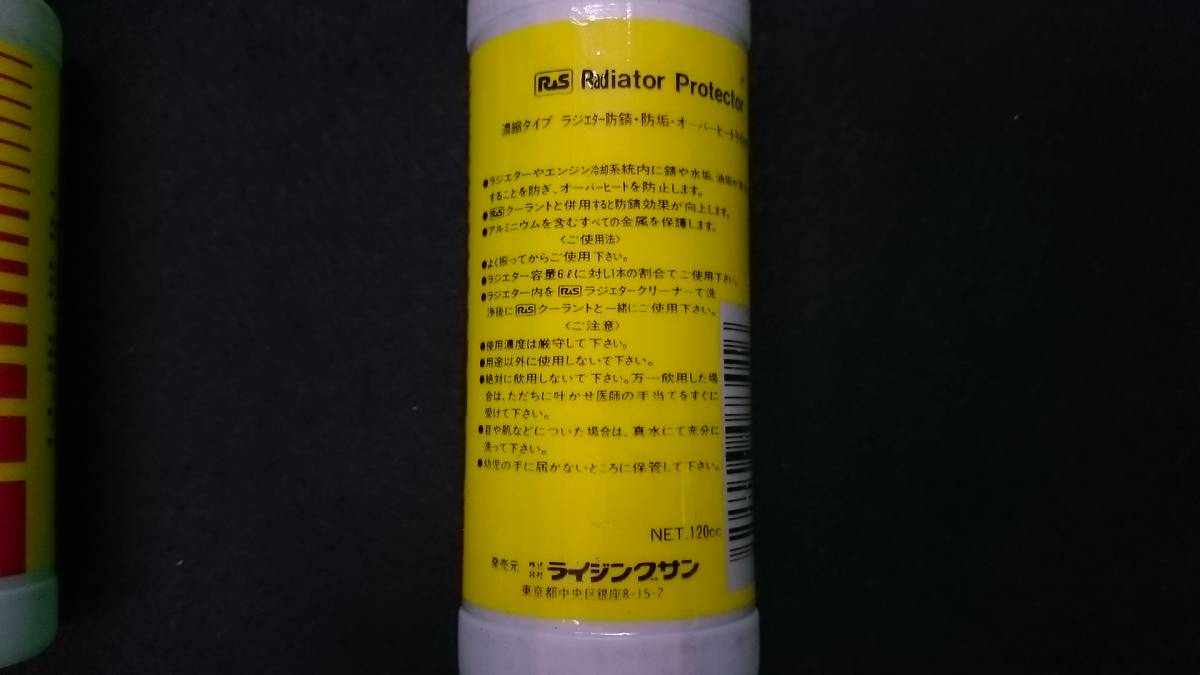 R*S* Radiator Protector
濃縮タイプ ラジエター防錆・防垢・オーバーヒート
●ラジエターやエンジン冷却系統内に錆や水垢、油垢が
することを防ぎ、オーバーヒートを防止します。
●R*Sクーラントと併用すると防錆効果が向上します。
●アルミニウムを含むすべての金属を保護します。
〈ご使用法〉
●よく振ってからご使用下さい。
●ラジエター容量6ℓに対し1本の割合でご使用下さい。
●ラジエター内をR*Sラジエタークリーナーで洗
浄後にR*Sクーラントと一緒にご使用下さい。
〈ご注意〉
●使用濃度は厳守して下さい。
●用途以外に使用しないで下さい。
●絶対に飲用しないで下さい。万一飲用した場
合は、ただちに吐かせ医師の手当てをすぐに
受けて下さい。
●目や肌などについた場合は、真水にて充分に
洗って下さい。
●幼児の手に届かないところに保管して下さい。
NET.120cc
発売元 株式会社 ライジングサン
東京都中央区銀座8-15-2